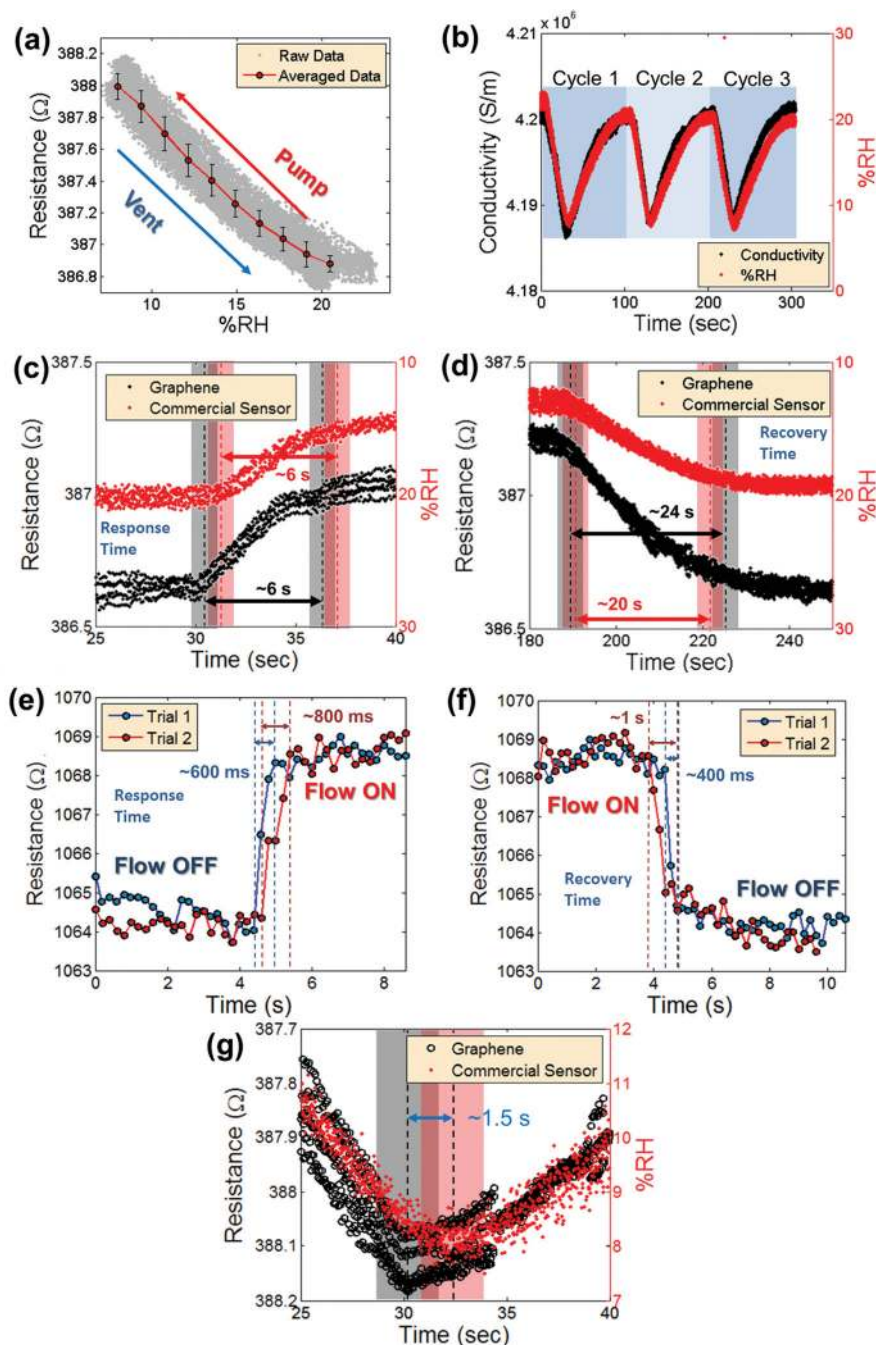 (a)
388.2
388
387.8
387.6
387.4
387.2
387
386.8
Resistance (Ω)
Raw Data
Averaged Data
Pump
Vent
10
15
20
%RH
(b)
4.21 x 10⁶
4.20
4.19
4.18
Conductivity (S/m)
Cycle 1
Cycle 2
Cycle 3
30
20
10
0
%RH
Conductivity
%RH
0
100
200
300
Time (sec)
(c)
387.5
387
386.5
Resistance (Ω)
Graphene
Commercial Sensor
~6 s
Response
Time
~6 s
10
20
30
%RH
25
30
35
40
Time (sec)
(d)
387.5
387
386.5
Resistance (Ω)
Graphene
Commercial Sensor
Recovery
Time
~24 s
~20 s
10
20
30
%RH
180
200
220
240
Time (sec)
(e)
1070
1069
1068
1067
1066
1065
1064
1063
Resistance (Ω)
Trial 1
Trial 2
~800 ms
~600 ms
Response
Time
Flow ON
Flow OFF
0
2
4
6
8
Time (s)
(f)
1070
1069
1068
1067
1066
1065
1064
1063
Resistance (Ω)
~1 s
Trial 1
Trial 2
~400 ms
Flow ON
Recovery
Time
Flow OFF
0
2
4
6
8
10
Time (s)
(g)
387.7
387.8
387.9
388
388.1
388.2
Resistance (Ω)
Graphene
Commercial Sensor
~1.5 s
12
11
10
9
8
7
%RH
25
30
35
40
Time (sec)